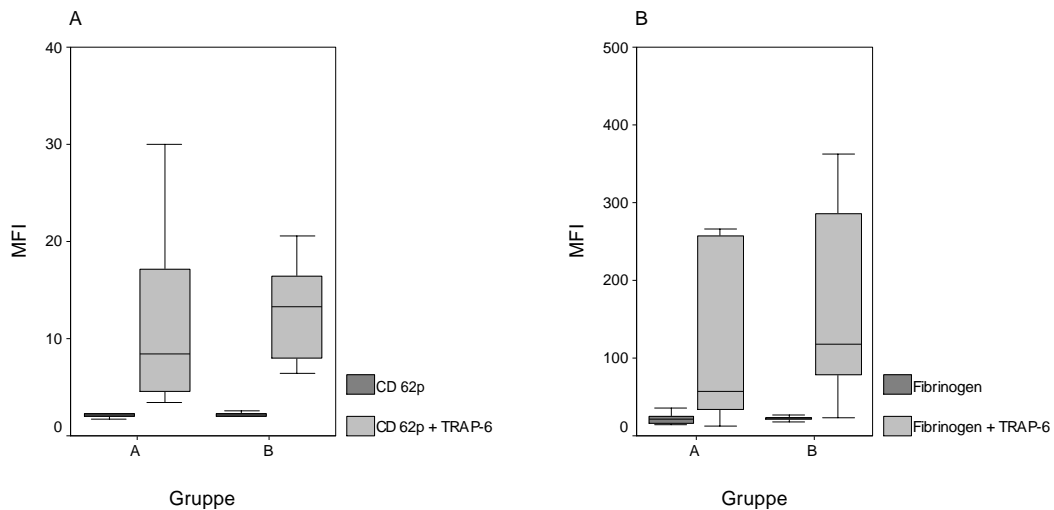 A
40
30
20
10
0
MFI
A
B
Gruppe
CD 62p
CD 62p + TRAP-6
B
500
400
300
200
100
0
MFI
A
B
Gruppe
Fibrinogen
Fibrinogen + TRAP-6